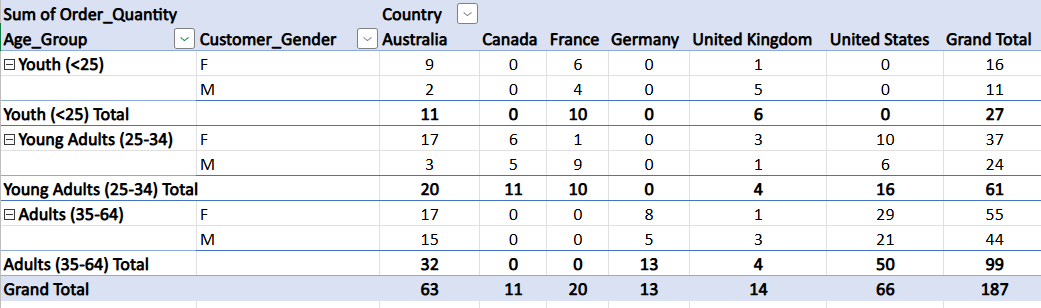 Sum of Order_Quantity Country
Age_Group Customer_Gender Australia Canada France Germany United Kingdom United States Grand Total
Youth (<25) F 9 0 6 0 1 0 16
M 2 0 4 0 5 0 11
Youth (<25) Total 11 0 10 0 6 0 27
Young Adults (25-34) F 17 6 1 0 3 10 37
M 3 5 9 0 1 6 24
Young Adults (25-34) Total 20 11 10 0 4 16 61
Adults (35-64) F 17 0 0 8 1 29 55
M 15 0 0 5 3 21 44
Adults (35-64) Total 32 0 0 13 4 50 99
Grand Total 63 11 20 13 14 66 187